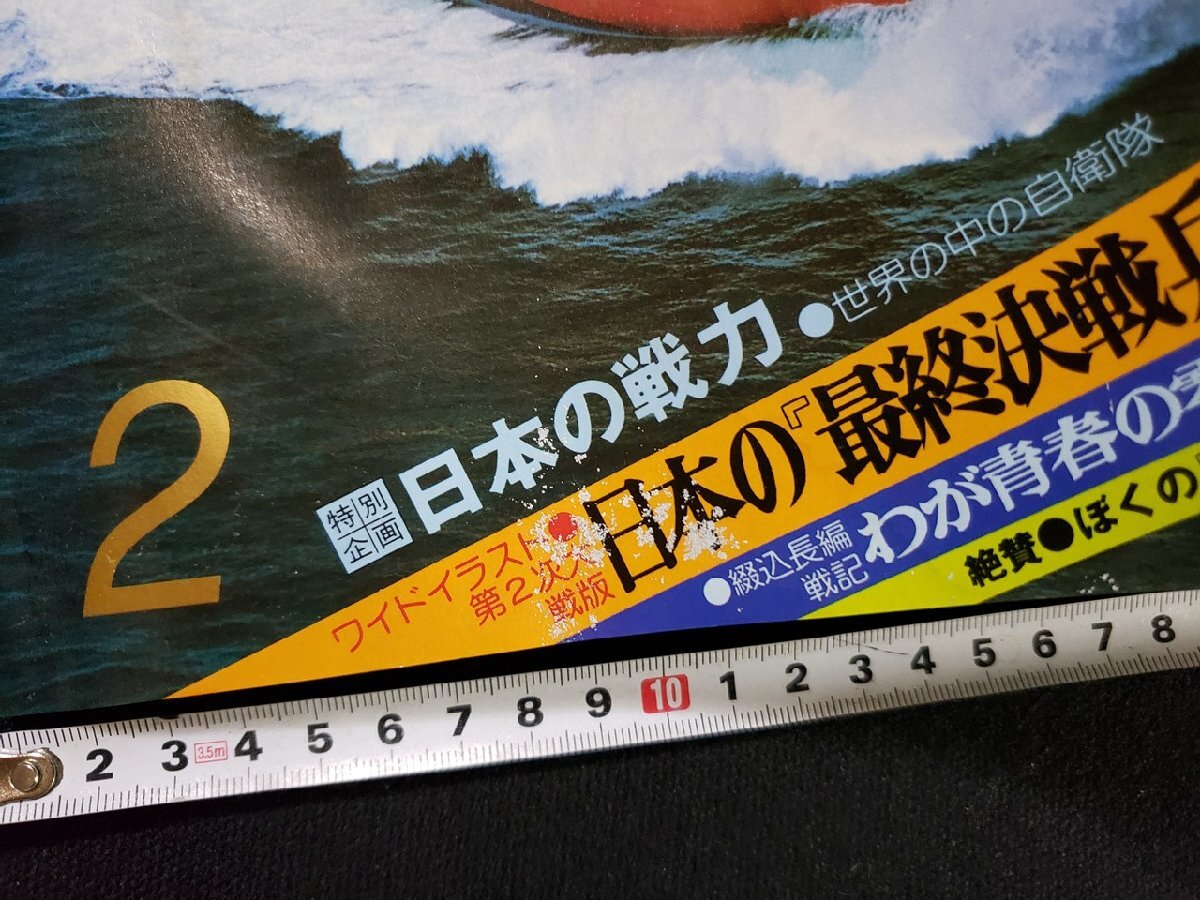 2
特別
企画
日本の戦力●世界の中の自衛隊
ワイドイラスト●
第2次大
戦版
日本の『最終決戦
●綴込長編
戦記
わが青春の
絶賛●ぼくの
2 3 3.5m 4 5 6 7 8 9 10 1 2 3 4 5 6 7 8